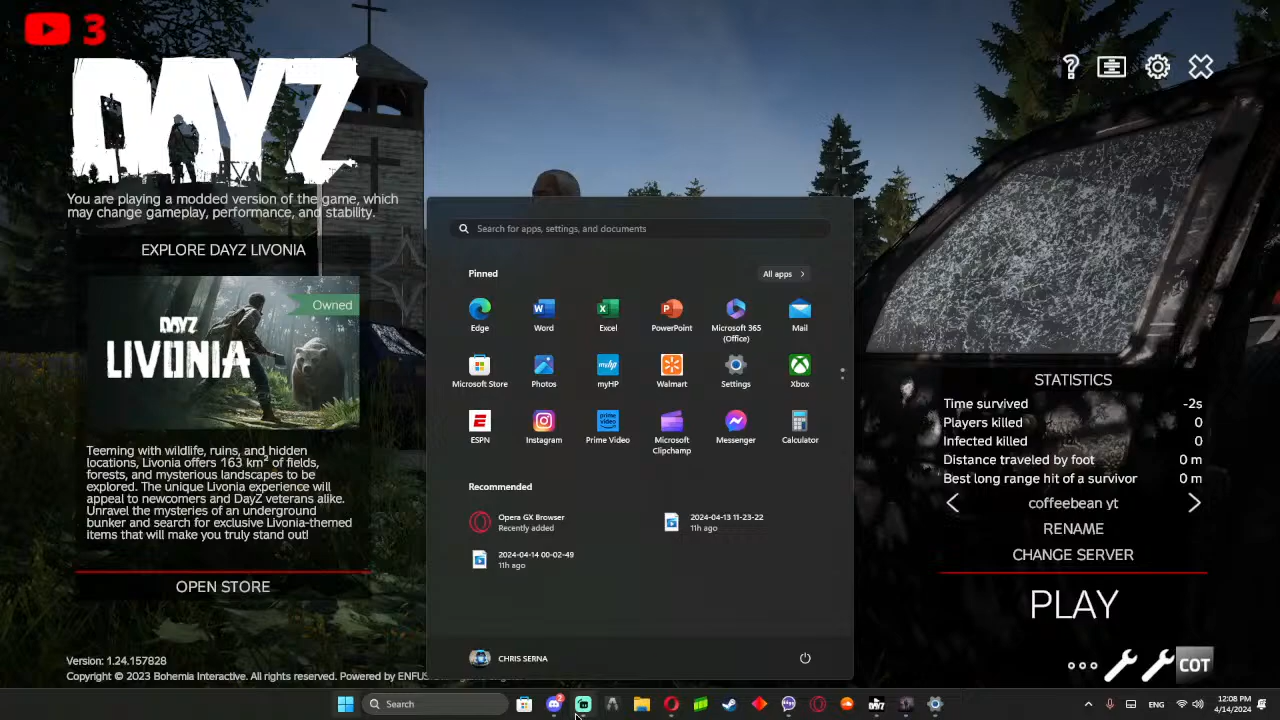 3
DAYZ
You are playing a modded version of the game, which
may change gameplay, performance, and stability.
EXPLORE DAYZ LIVONIA
Owned
DAYZ
LIVONIA
Teeming with wildlife, ruins, and hidden
locations, Livonia offers 163 km² of fields,
forests, and mysterious landscapes to be
explored. The unique Livonia experience will
appeal to newcomers and DayZ veterans alike.
Unravel the mysteries of an underground
bunker and search for exclusive Livonia-themed
items that will make you truly stand out!
OPEN STORE
Version: 1.24.157828
Copyright © 2023 Bohemia Interactive. Powered by ENFUS
Search for apps, settings, and documents
Pinned
All apps
Edge
Word
Excel
PowerPoint
Microsoft 365
(Office)
Mail
Microsoft Store
Photos
myHP
Walmart
Settings
Xbox
ESPN
Instagram
Prime Video
Microsoft
Clipchamp
Messenger
Calculator
Recommended
Opera GX Browser
Recently added
2024-04-13 11-23-22
11h ago
2024-04-14 00-02-49
11h ago
CHRIS SERNA
STATISTICS
Time survived -2s
Players killed 0
Infected killed 0
Distance traveled by foot 0 m
Best long range hit of a survivor 0 m
coffeebean yt
RENAME
CHANGE SERVER
PLAY
COT
Search
ENG
12:08 PM
4/14/2024